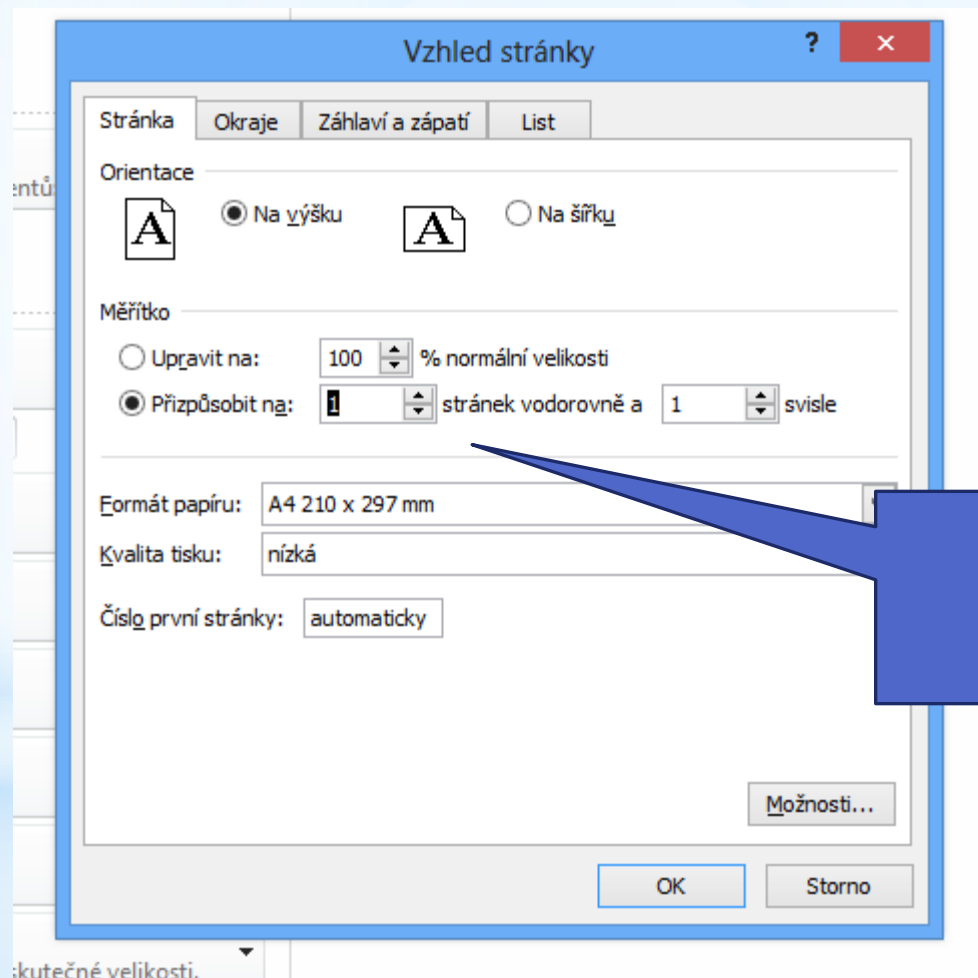 Vzhled stránky
?
Stránka Okraje Záhlaví a zápatí List
Orientace
A Na výšku A Na šířku
Měřítko
Upravit na: 100 % normální velikosti
Přizpůsobit na: 1 stránek vodorovně a 1 svisle
Formát papíru: A4 210 x 297 mm
Kvalita tisku: nízká
Číslo první stránky: automaticky
Možnosti...
OK Storno
skutečné velikosti.